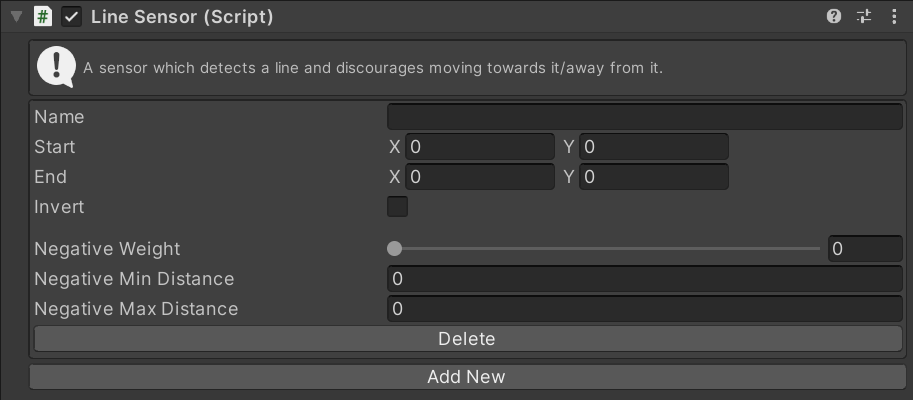 Line Sensor (Script)
A sensor which detects a line and discourages moving towards it/away from it.
Name
Start X 0 Y 0
End X 0 Y 0
Invert
Negative Weight 0
Negative Min Distance 0
Negative Max Distance 0
Delete
Add New